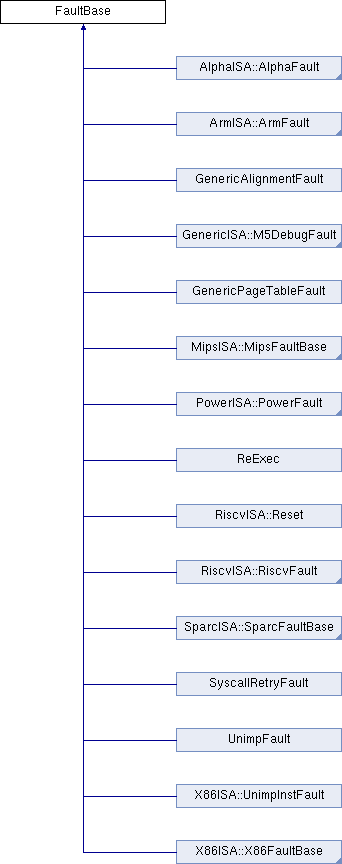 FaultBase
AlphaISA::AlphaFault
ArmISA::ArmFault
GenericAlignmentFault
GenericISA::M5DebugFault
GenericPageTableFault
MipsISA::MipsFaultBase
PowerISA::PowerFault
ReExec
RiscvISA::Reset
RiscvISA::RiscvFault
SparcISA::SparcFaultBase
SyscallRetryFault
UnimpFault
X86ISA::UnimpInstFault
X86ISA::X86FaultBase